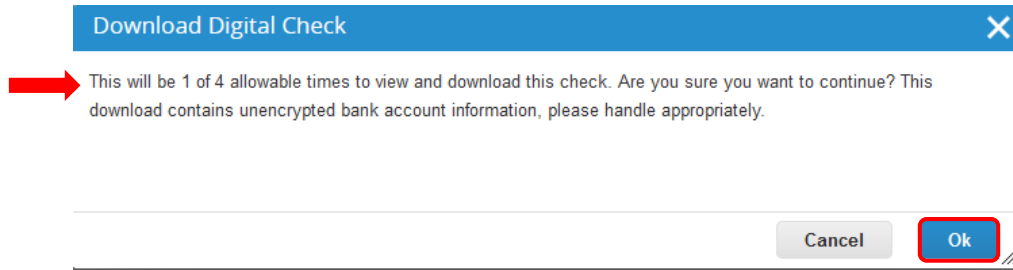 Download Digital Check
This will be 1 of 4 allowable times to view and download this check. Are you sure you want to continue? This
download contains unencrypted bank account information, please handle appropriately.
Cancel
Ok